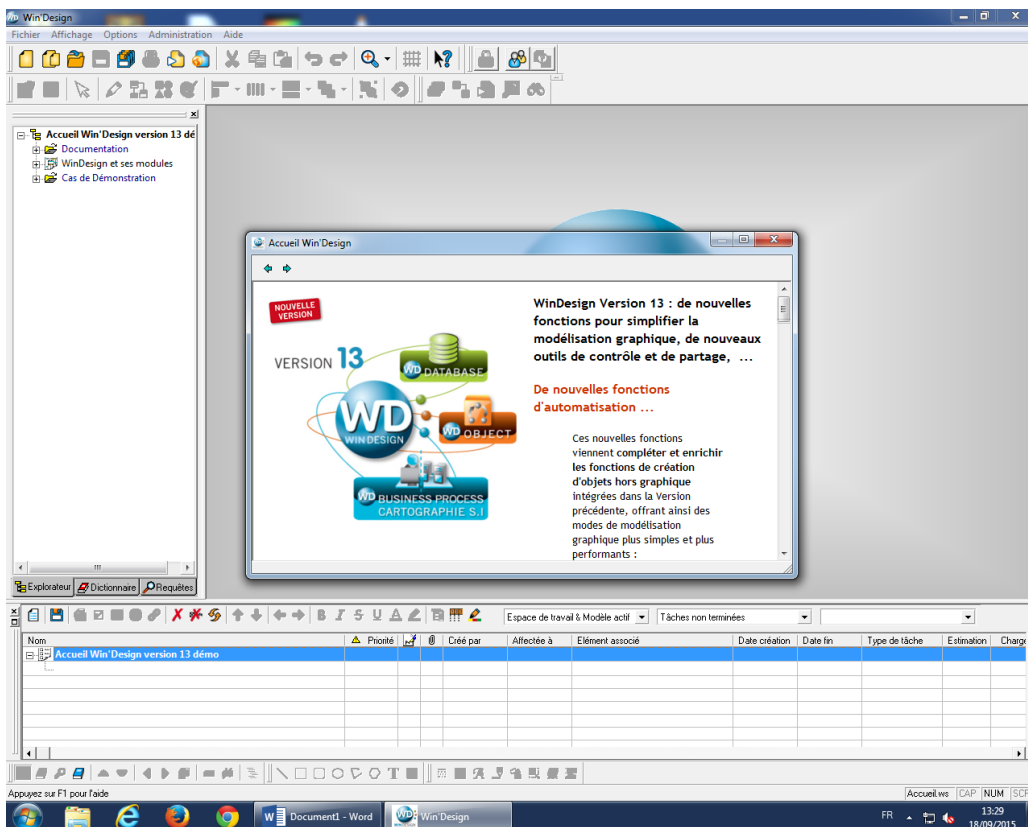 Win'Design
Fichier Affichage Options Administration Aide
Accueil Win'Design version 13 dé
Documentation
WinDesign et ses modules
Cas de Démonstration
Explorateur Dictionnaire Requêtes
Accueil Win'Design
NOUVELLE
VERSION
VERSION 13
WD DATABASE
WD
WIN DESIGN
WD OBJECT
WD BUSINESS PROCESS
CARTOGRAPHIE S.I
WinDesign Version 13 : de nouvelles
fonctions pour simplifier la
modélisation graphique, de nouveaux
outils de contrôle et de partage, ...
De nouvelles fonctions
d'automatisation ...
Ces nouvelles fonctions
viennent compléter et enrichir
les fonctions de création
d'objets hors graphique
intégrées dans la Version
précédente, offrant ainsi des
modes de modélisation
graphique plus simples et plus
performants :
B I S U A Espace de travail & Modèle actif Tâches non terminées
Nom Priorité Créé par Affectée à Elément associé Date création Date fin Type de tâche Estimation Charge
Accueil Win'Design version 13 démo
Appuyez sur F1 pour l'aide Accueil.ws CAP NUM SCF
Document1 - Word Win'Design FR 13:29
18/09/2015